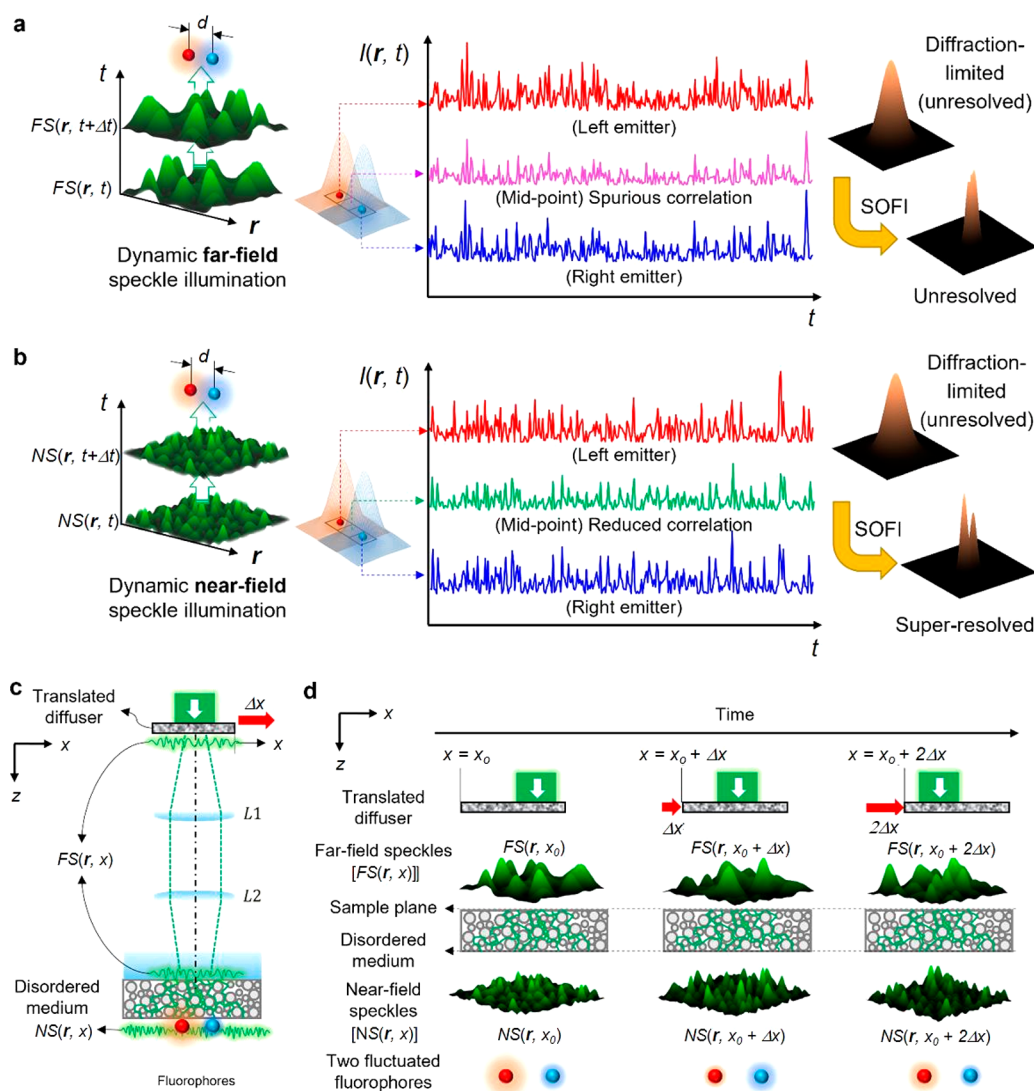 a
d
t
FS(r, t+Δt)
FS(r, t)
r
Dynamic far-field
speckle illumination
I(r, t)
(Left emitter)
(Mid-point) Spurious correlation
(Right emitter)
t
Diffraction-
limited
(unresolved)
SOFI
Unresolved
b
d
t
NS(r, t+Δt)
NS(r, t)
r
Dynamic near-field
speckle illumination
I(r, t)
(Left emitter)
(Mid-point) Reduced correlation
(Right emitter)
t
Diffraction-
limited
(unresolved)
SOFI
Super-resolved
c
Translated
diffuser
Δx
x
x
z
L1
FS(r, x)
L2
Disordered
medium
NS(r, x)
Fluorophores
d
x
z
Time
x = xo
x = xo + Δx
x = xo + 2Δx
Translated
diffuser
Δx
2Δx
Far-field speckles
[FS(r, x)]]
FS(r, x0)
FS(r, x0 + Δx)
FS(r, x0 + 2Δx)
Sample plane
Disordered
medium
Near-field
speckles
[NS(r, x)]
NS(r, x0)
NS(r, x0 + Δx)
NS(r, x0 + 2Δx)
Two fluctuated
fluorophores